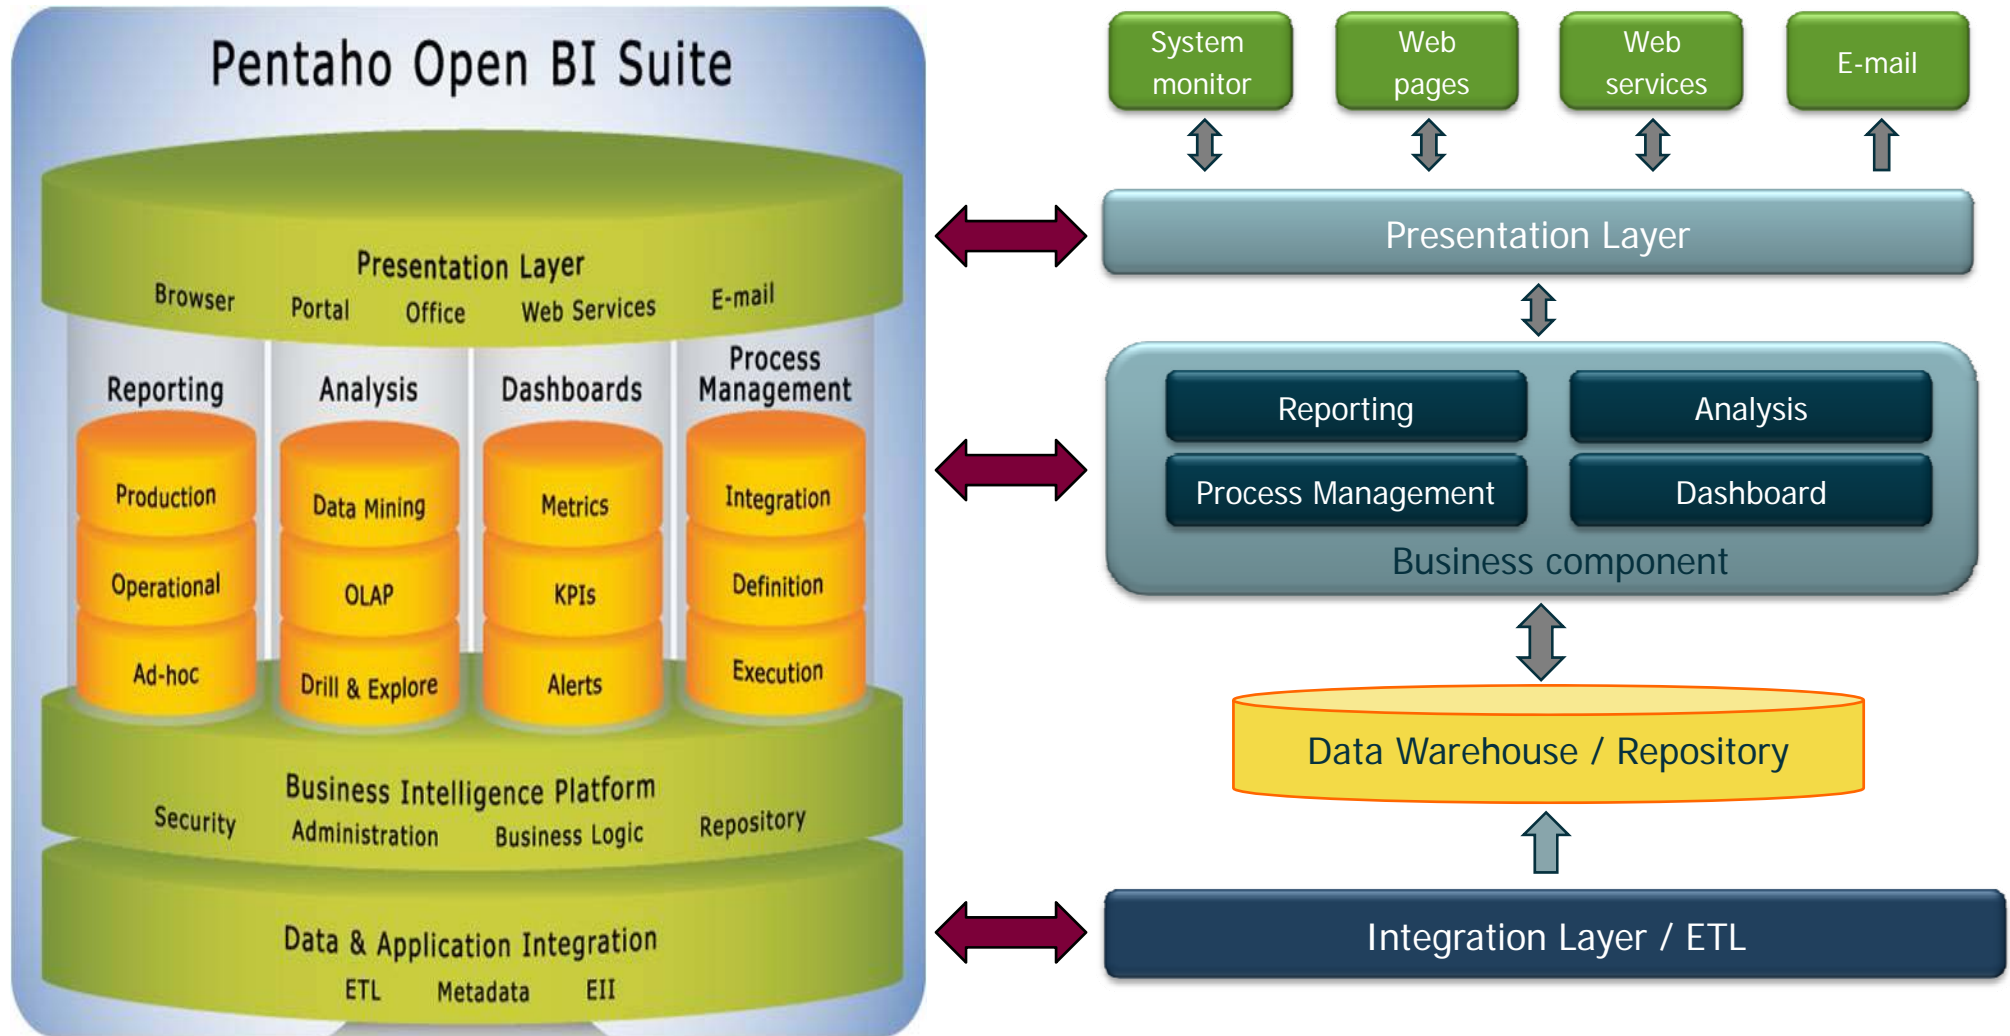 Pentaho Open BI Suite
Presentation Layer
Browser
Portal
Office
Web Services
E-mail
Reporting
Analysis
Dashboards
Process
Management
Production
Data Mining
Metrics
Integration
Operational
OLAP
KPIs
Definition
Ad-hoc
Drill & Explore
Alerts
Execution
Business Intelligence Platform
Security
Administration
Business Logic
Repository
Data & Application Integration
ETL
Metadata
EII
System
monitor
Web
pages
Web
services
E-mail
Presentation Layer
Reporting
Analysis
Process Management
Dashboard
Business component
Data Warehouse / Repository
Integration Layer / ETL